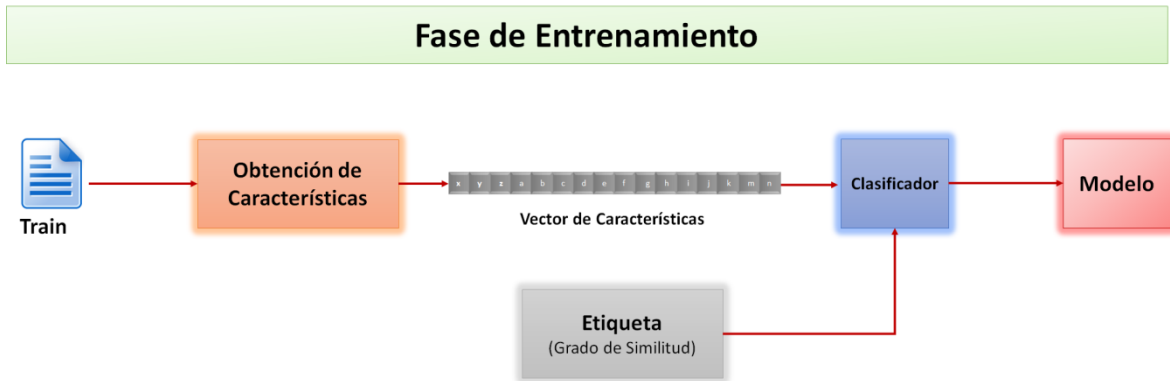 Fase de Entrenamiento
Train
Obtención de
Características
x y z a b c d e f g h i j k m n
Vector de Características
Clasificador
Modelo
Etiqueta
(Grado de Similitud)